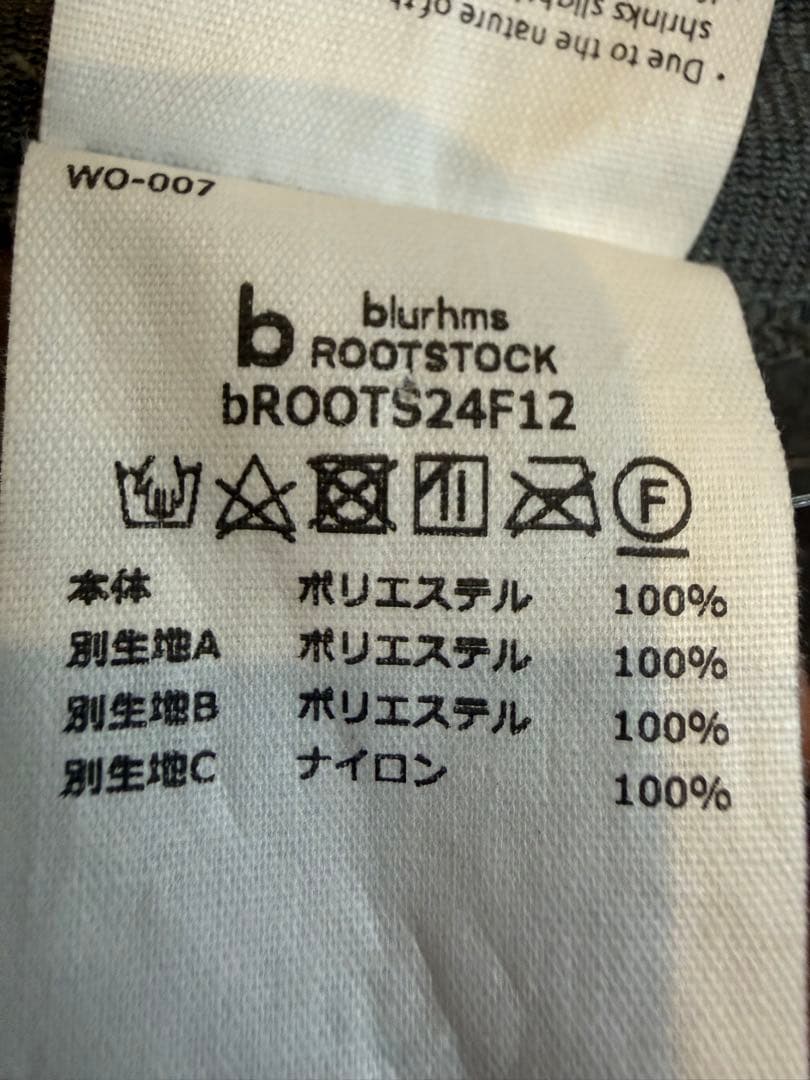 • Due to the nature of th
shrinks
WO-007
b blurhms
ROOTSTOCK
bROOTS24F12
F
本体 ポリエステル 100%
別生地A ポリエステル 100%
別生地B ポリエステル 100%
別生地C ナイロン 100%